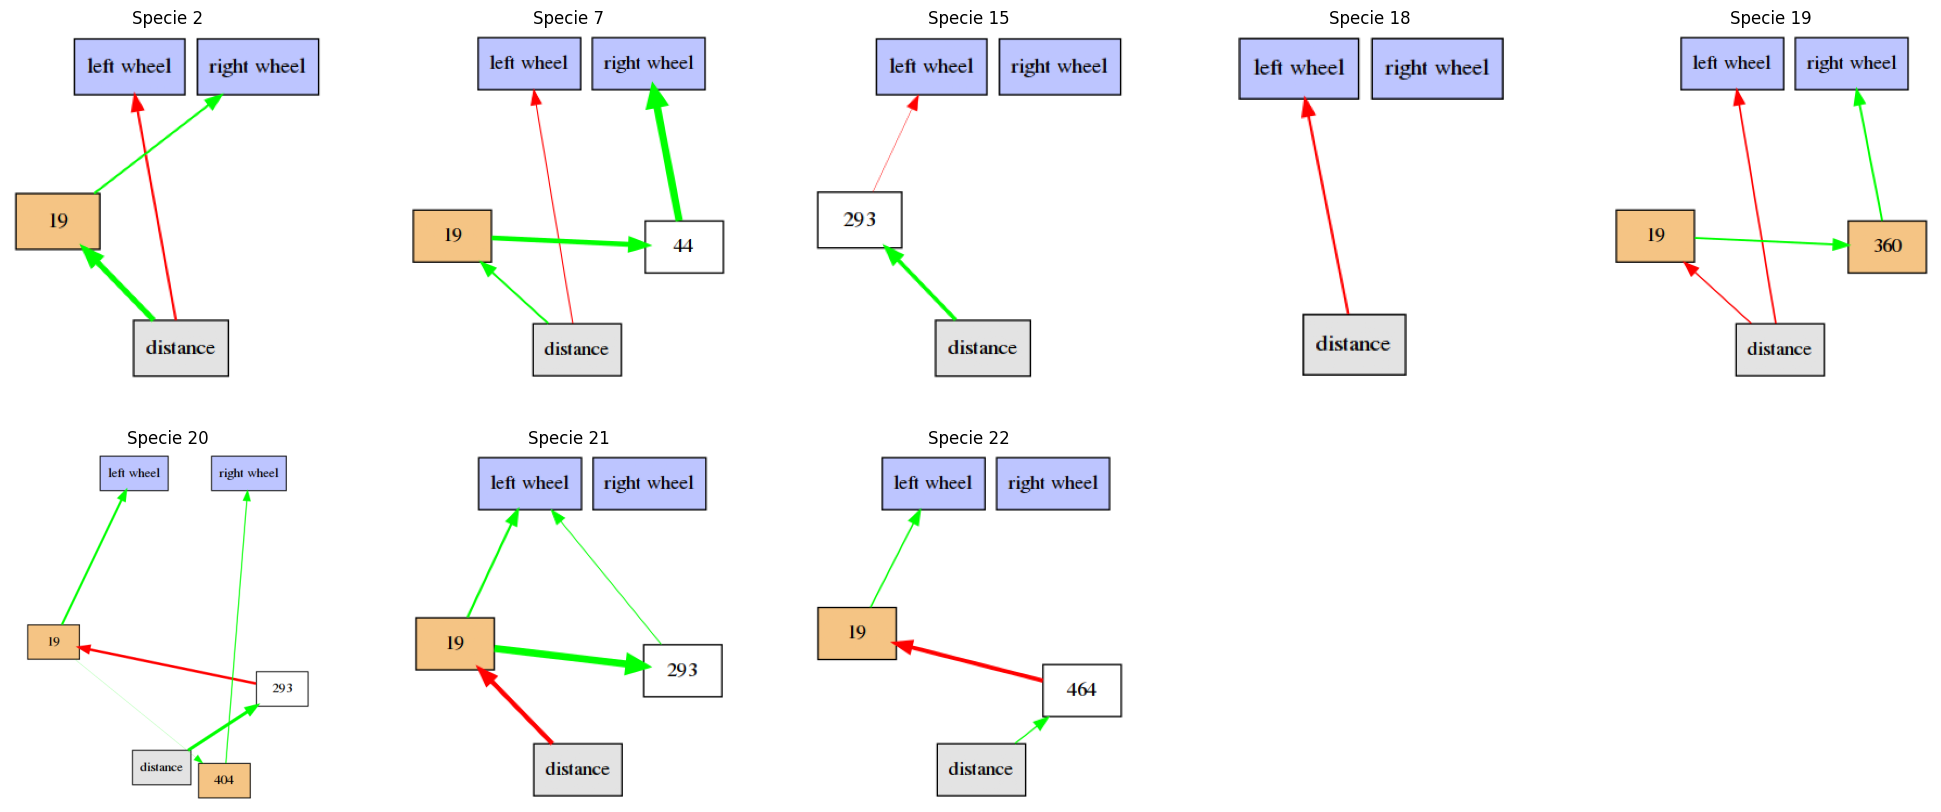 Specie 2
left wheel
right wheel
19
distance
Specie 7
left wheel
right wheel
19
44
distance
Specie 15
left wheel
right wheel
293
distance
Specie 18
left wheel
right wheel
distance
Specie 19
left wheel
right wheel
19
360
distance
Specie 20
left wheel
right wheel
19
293
distance
404
Specie 21
left wheel
right wheel
19
293
distance
Specie 22
left wheel
right wheel
19
464
distance